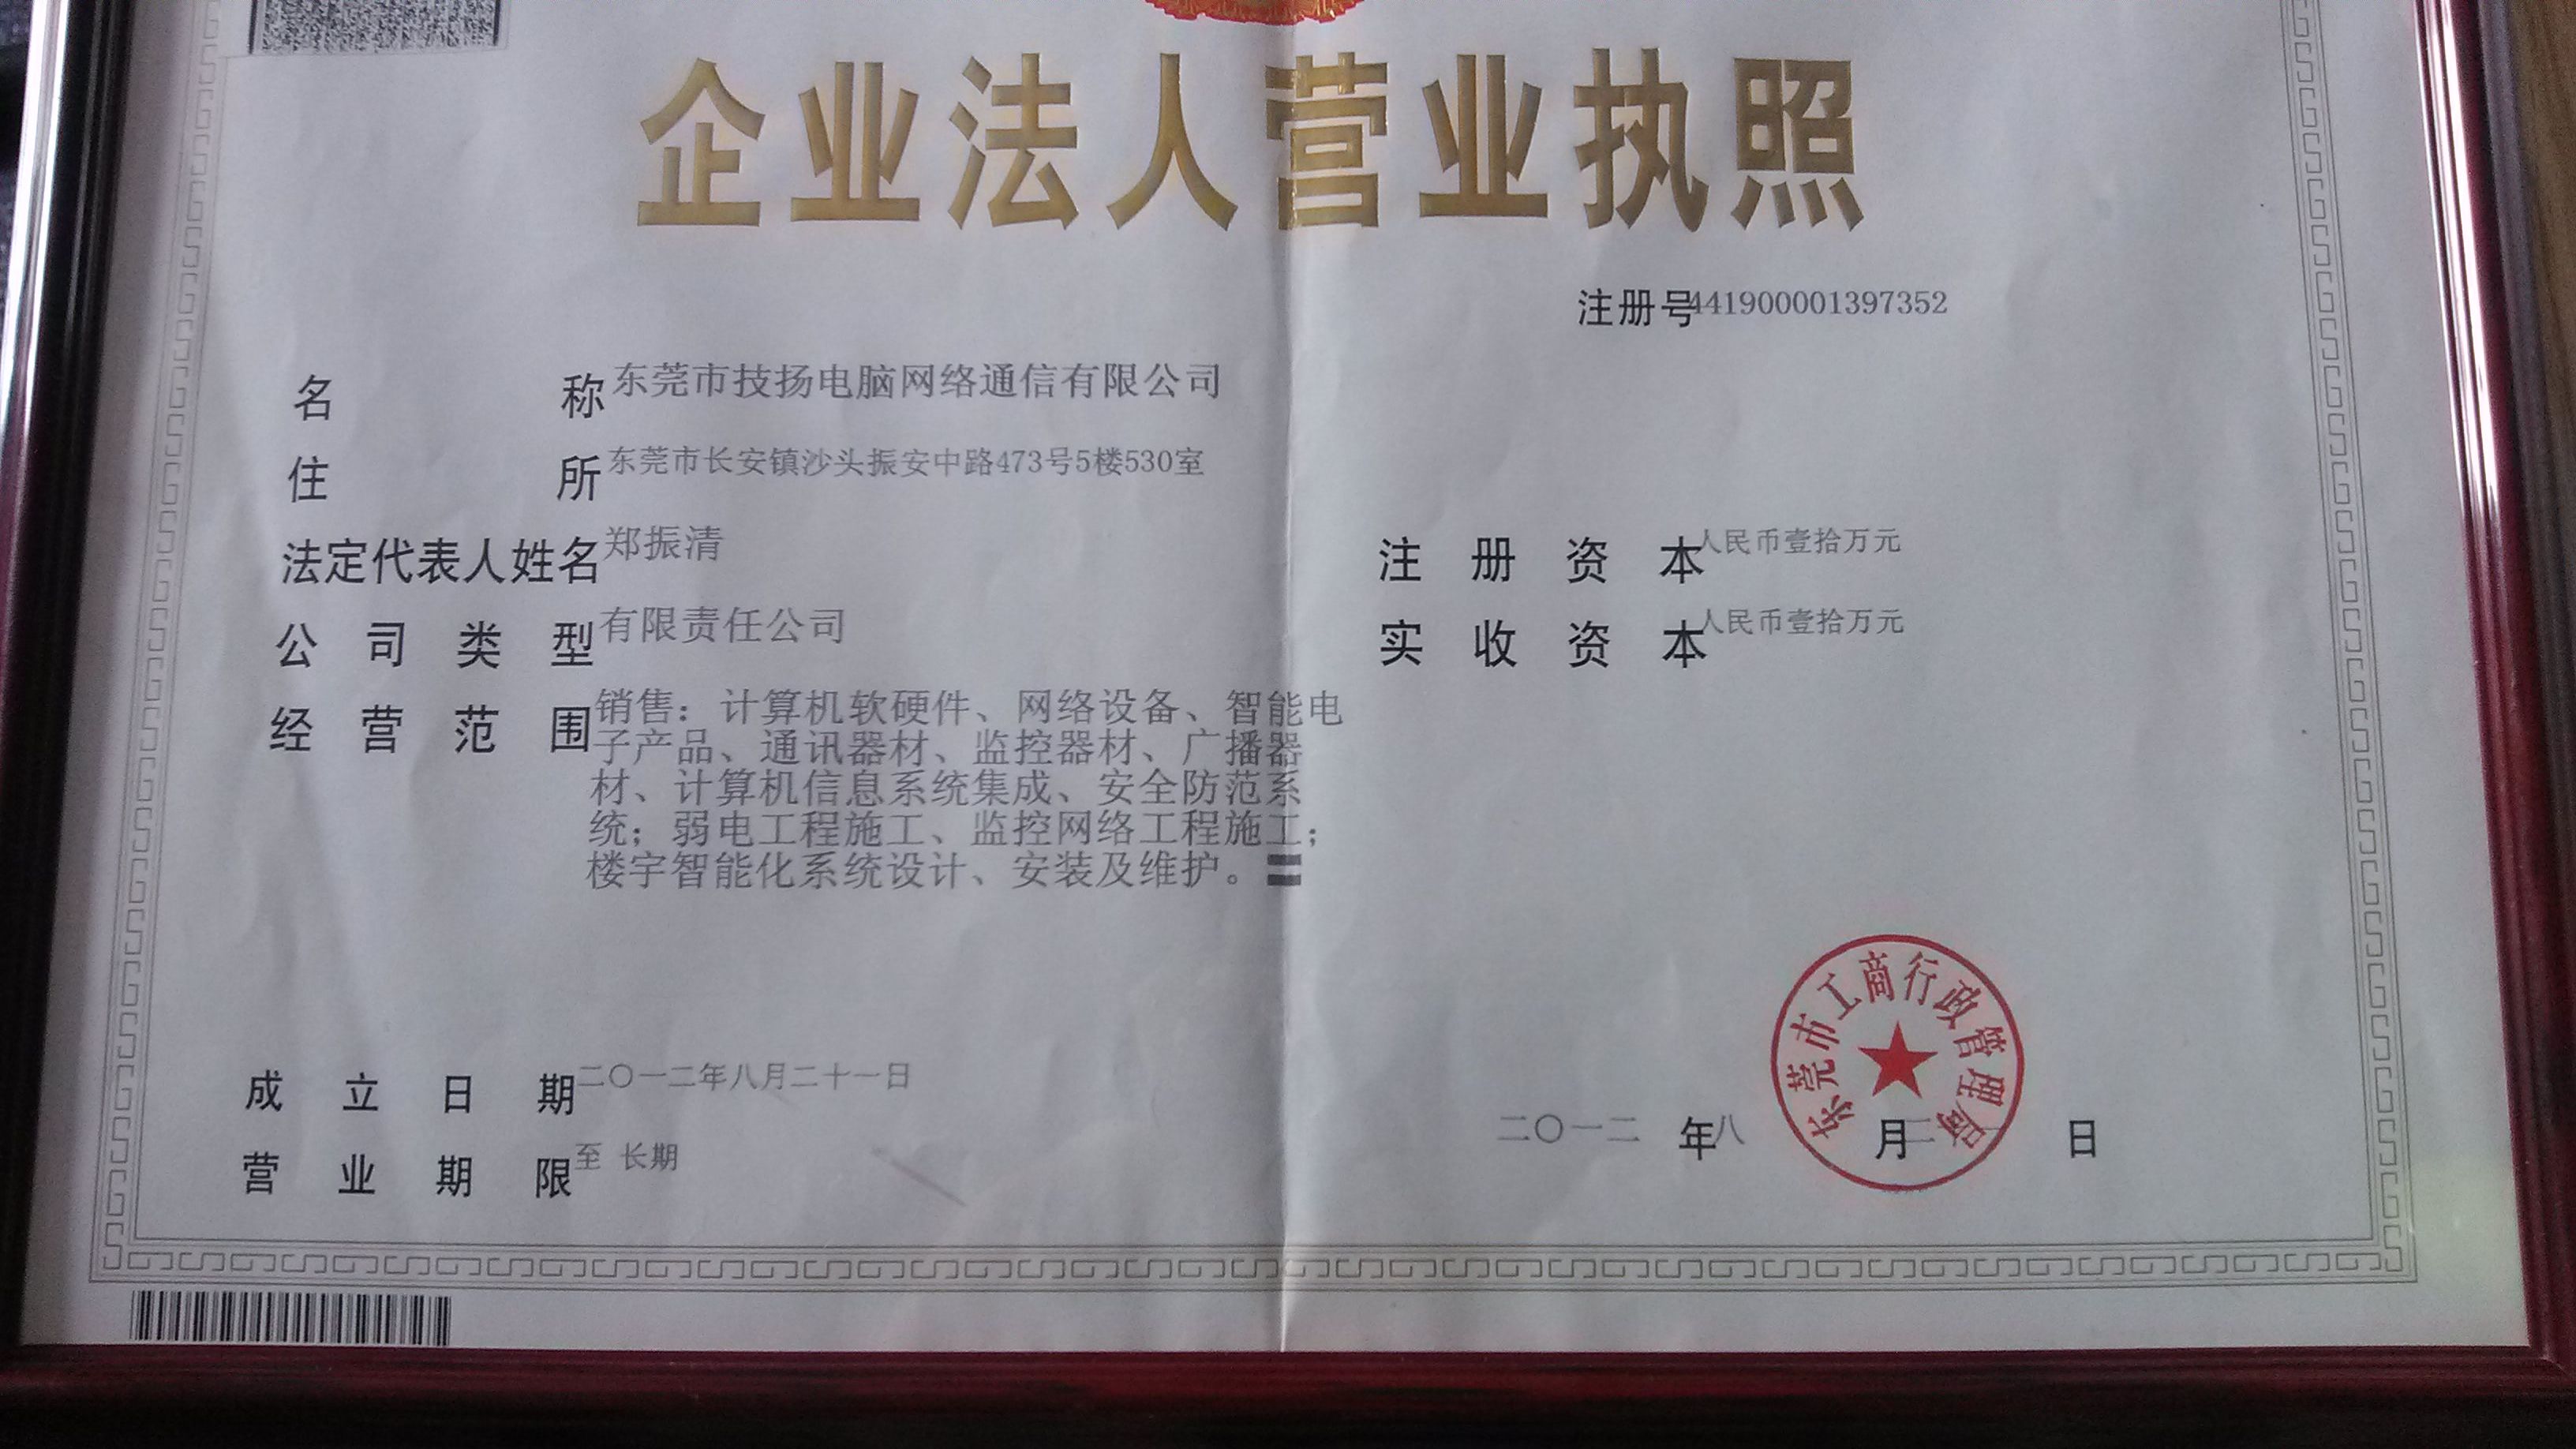 企业法人营业执照
注册号441900001397352
名称 东莞市技扬电脑网络通信有限公司
住所 东莞市长安镇沙头振安中路473号5楼530室
法定代表人姓名 郑振清
注册资本 人民币壹拾万元
公司类型 有限责任公司
实收资本 人民币壹拾万元
经营范围 销售：计算机软硬件、网络设备、智能电
子产品、通讯器材、监控器材、广播器
材、计算机信息系统集成、安全防范系
统；弱电工程施工、监控网络工程施工；
楼宇智能化系统设计、安装及维护。
成立日期 二〇一二年八月二十一日
营业期限 至 长期
东莞市工商行政管理局
二〇一二 年 八 月 日